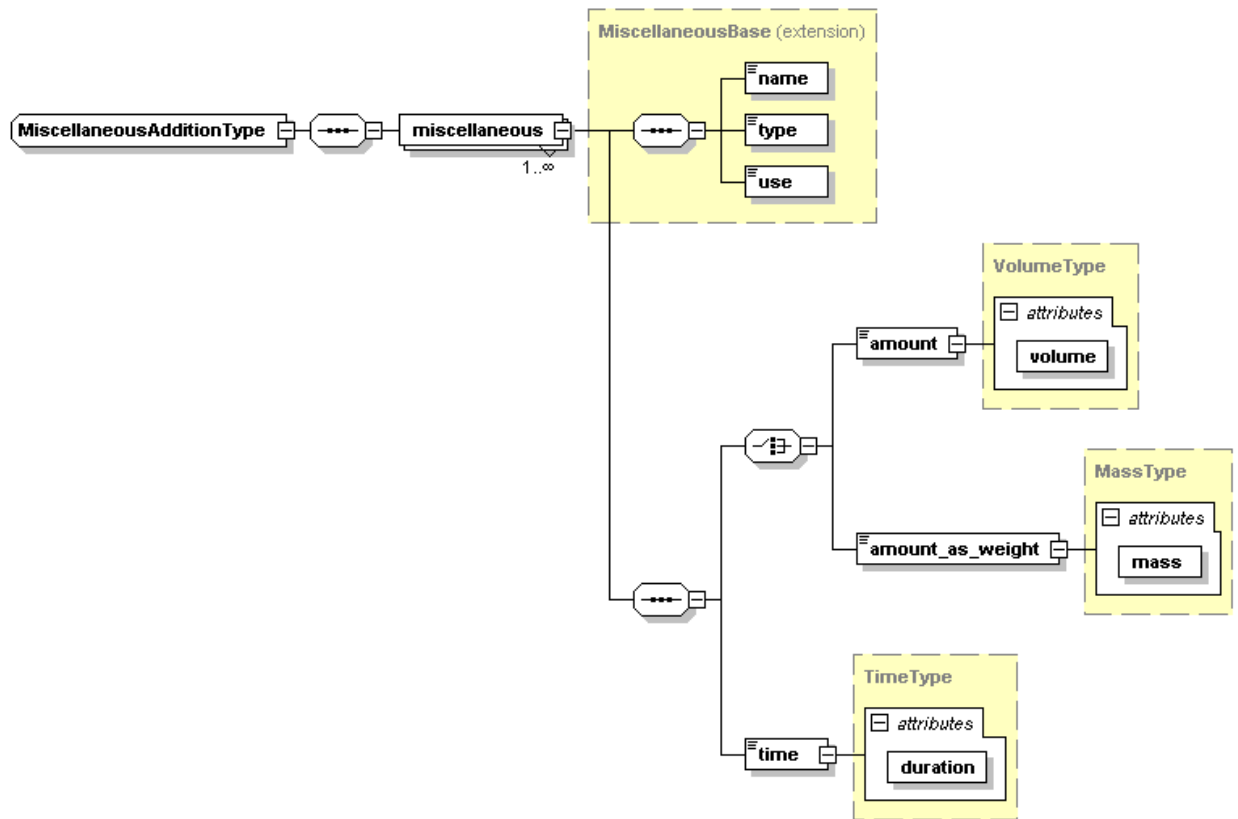 MiscellaneousBase (extension)
name
MiscellaneousAdditionType
miscellaneous
type
1..∞
use
VolumeType
attributes
amount
volume
MassType
attributes
amount_as_weight
mass
TimeType
attributes
time
duration